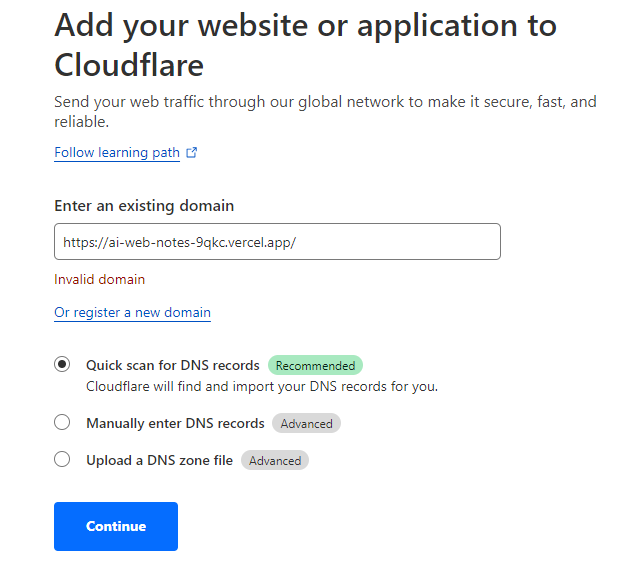 Add your website or application to
Cloudflare
Send your web traffic through our global network to make it secure, fast, and
reliable.
Follow learning path
Enter an existing domain
https://ai-web-notes-9qkc.vercel.app/
Invalid domain
Or register a new domain
Quick scan for DNS records Recommended
Cloudflare will find and import your DNS records for you.
Manually enter DNS records Advanced
Upload a DNS zone file Advanced
Continue